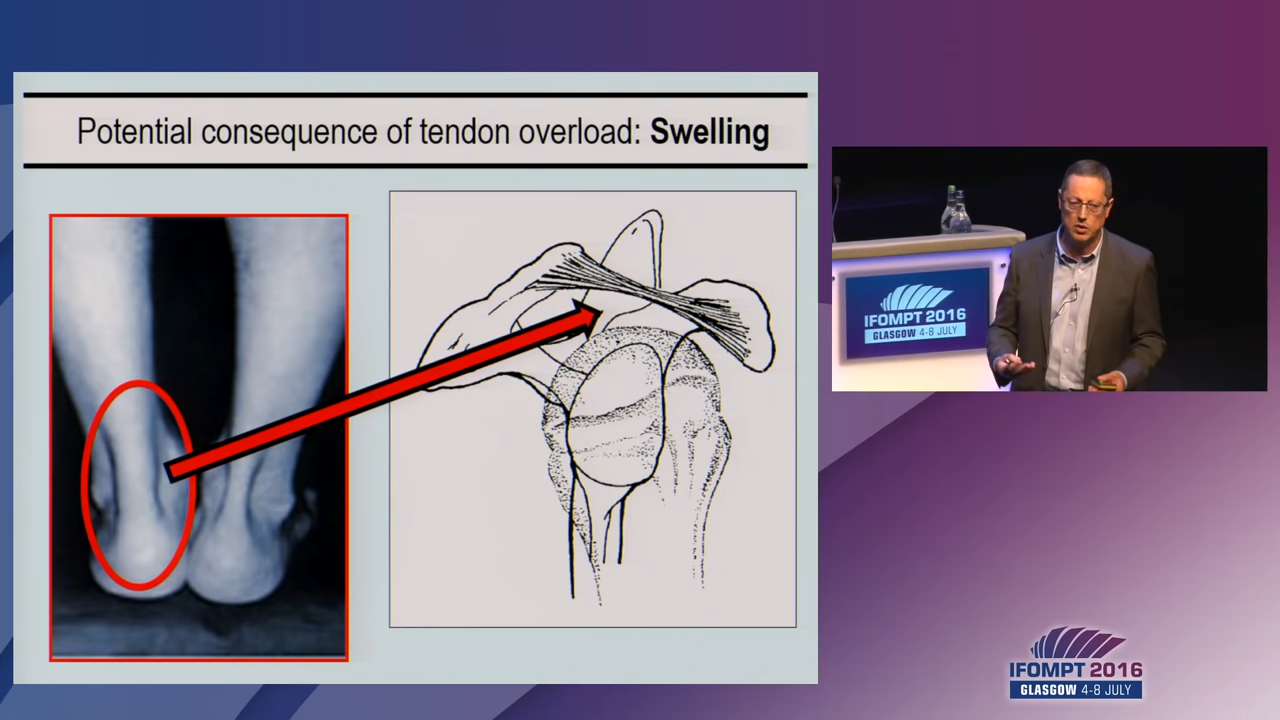 Potential consequence of tendon overload: Swelling
IFOMPT 2016
GLASGOW 4-8 JULY
IFOMPT 2016
GLASGOW 4-8 JULY